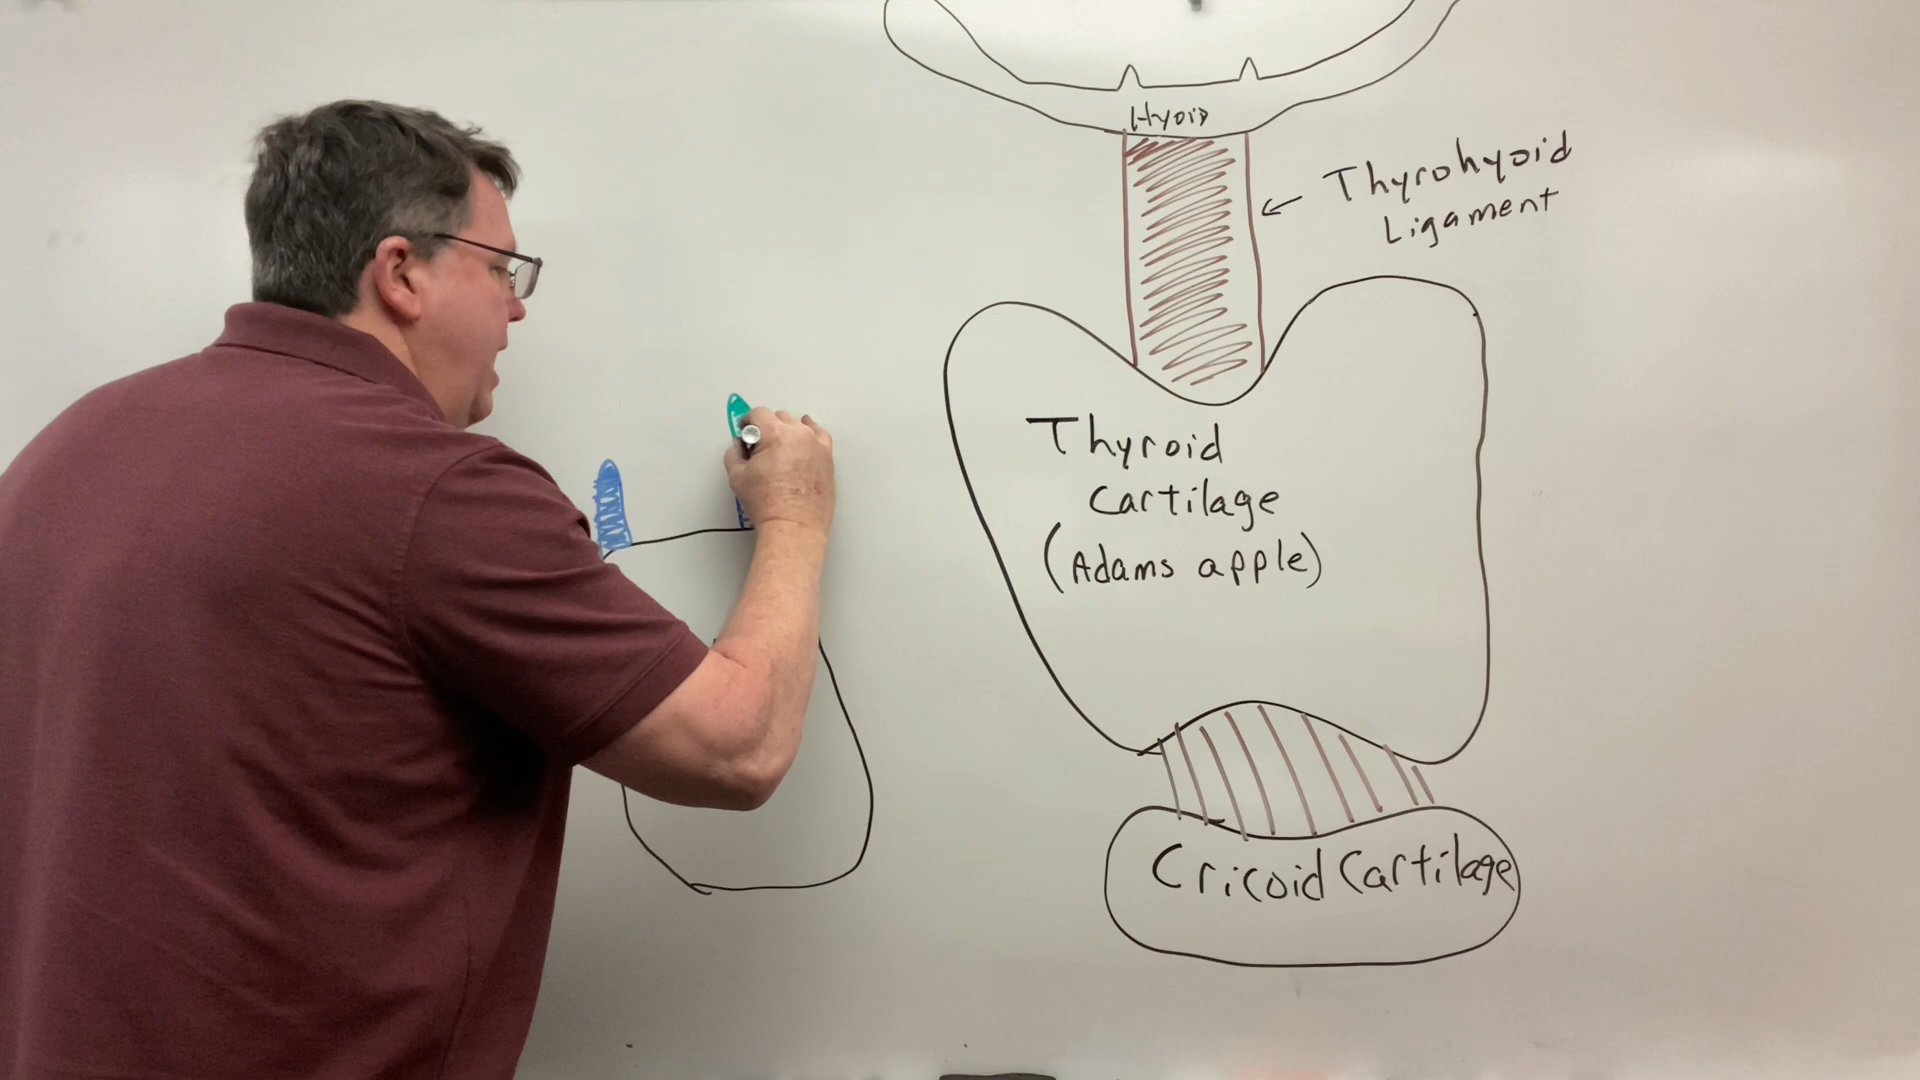 Hyoid
Thyrohyoid
Ligament
Thyroid
Cartilage
(Adams apple)
Cricoid Cartilage